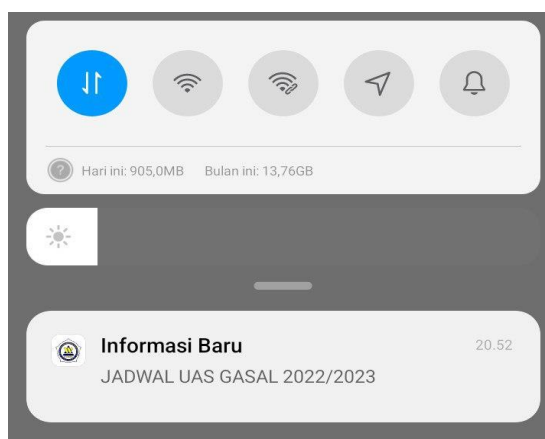 Hari ini: 905,0MB Bulan ini: 13,76GB
Informasi Baru 20.52
JADWAL UAS GASAL 2022/2023